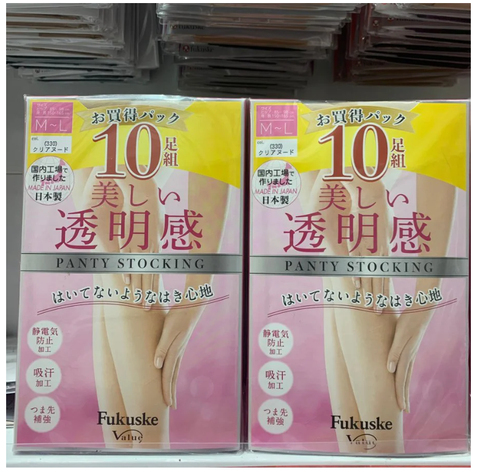 M~L
(330)
クリアヌード
お買得パック
10足組
国内工場で
作りました
MADE IN JAPAN
日本製
美しい
透明感
PANTY STOCKING
はいてないようなはき心地
静電気
防止
加工
吸汗
加工
つま先
補強
Fukuske
Value
M~L
(330)
クリアヌード
お買得パック
10足組
国内工場で
作りました
MADE IN JAPAN
日本製
美しい
透明感
PANTY STOCKING
はいてないようなはき心地
静電気
防止
加工
吸汗
加工
つま先
補強
Fukuske
Value